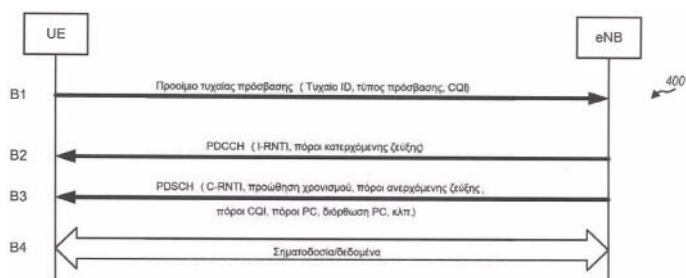 UE
eNB
400
B1
Προοίμιο τυχαίας πρόσβασης ( Τυχαίο ID, τύπος πρόσβασης, CQI)
B2
PDCCH ( I-RNTI, πόροι κατερχόμενης ζεύξης)
B3
PDSCH ( C-RNTI, προώθηση χρονισμού, πόροι ανερχόμενης ζεύξης ,
πόροι CQI, πόροι PC, διόρθωση PC, κλπ.)
B4
Σηματοδοσία/δεδομένα